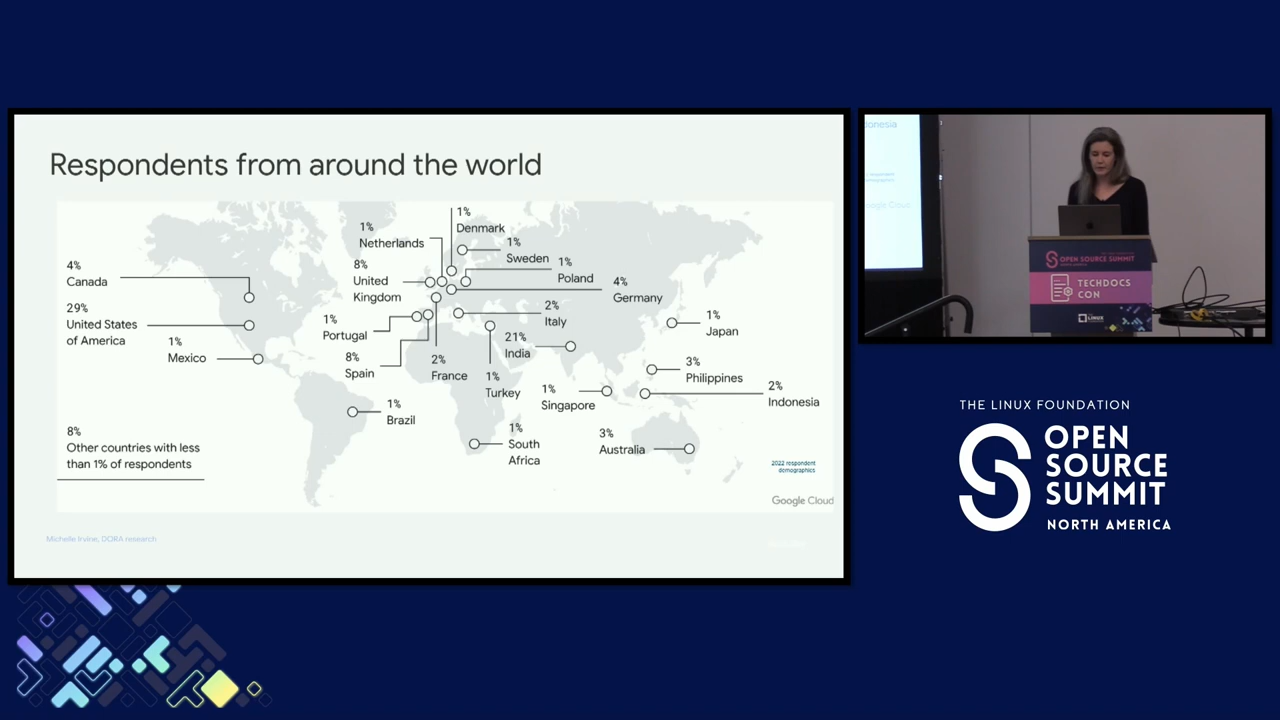 Respondents from around the world
1%
Denmark
1%
Netherlands
1%
Sweden
8%
United
Kingdom
1%
Poland
4%
Canada
4%
Germany
29%
United States
of America
2%
Italy
1%
Portugal
1%
Japan
1%
Mexico
21%
India
8%
Spain
2%
France
1%
Turkey
3%
Philippines
1%
Singapore
2%
Indonesia
1%
Brazil
1%
South
Africa
3%
Australia
8%
Other countries with less
than 1% of respondents
2022 respondent
demographics
Google Cloud
Michelle Irvine, DORA research
onesia
Google Cloud
OPEN SOURCE SUMMIT
TECHDOCS
CON
LINUX
THE LINUX FOUNDATION
OPEN
SOURCE
SUMMIT
NORTH AMERICA